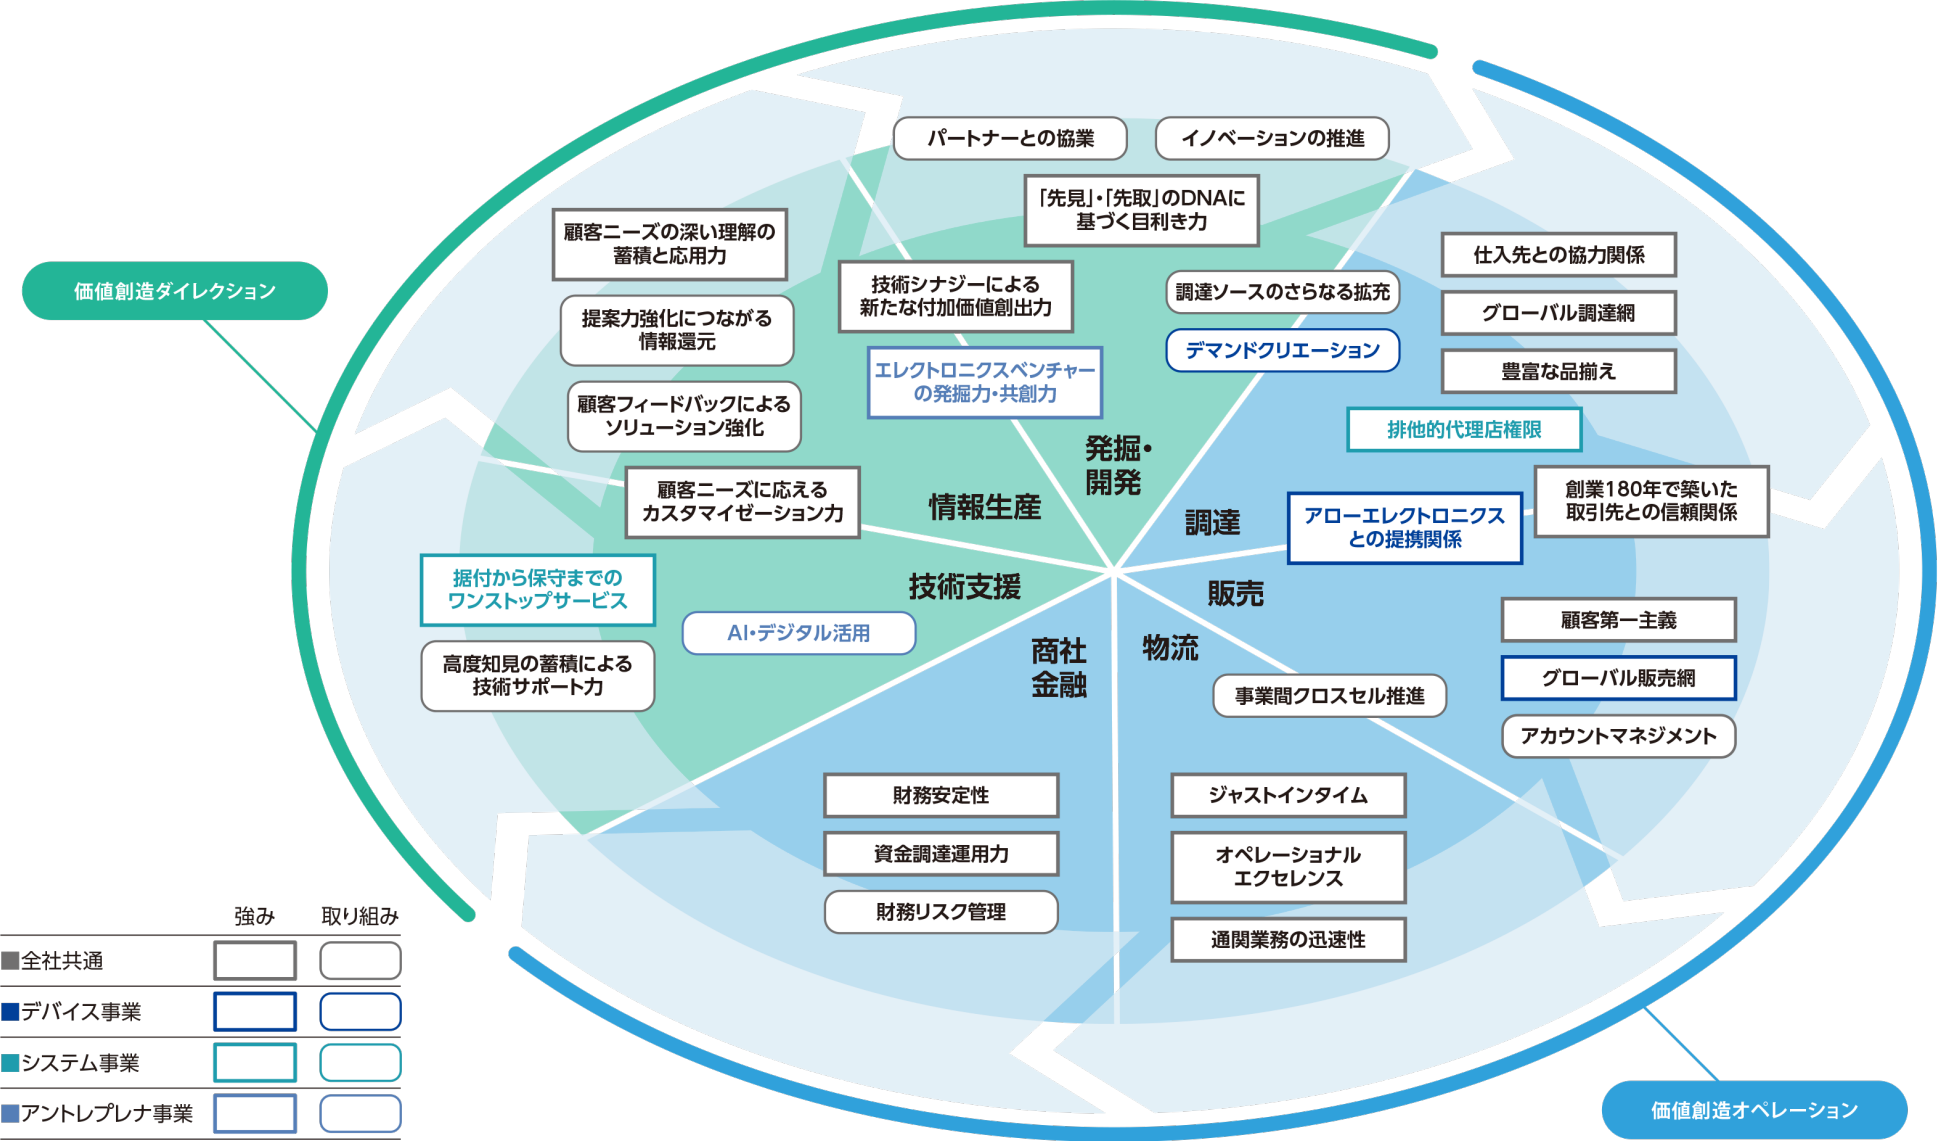 パートナーとの協業
イノベーションの推進
「先見」・「先取」のDNAに
基づく目利き力
顧客ニーズの深い理解の
蓄積と応用力
技術シナジーによる
新たな付加価値創出力
調達ソースのさらなる拡充
仕入先との協力関係
価値創造ダイレクション
提案力強化につながる
情報還元
グローバル調達網
デマンドクリエーション
エレクトロニクスベンチャー
の発掘力・共創力
豊富な品揃え
顧客フィードバックによる
ソリューション強化
排他的代理店権限
発掘・
開発
顧客ニーズに応える
カスタマイゼーション力
情報生産
調達
アローエレクトロニクス
との提携関係
創業180年で築いた
取引先との信頼関係
据付から保守までの
ワンストップサービス
技術支援
販売
AI・デジタル活用
商社
金融
物流
顧客第一主義
高度知見の蓄積による
技術サポート力
事業間クロスセル推進
グローバル販売網
アカウントマネジメント
財務安定性
ジャストインタイム
資金調達運用力
オペレーショナル
エクセレンス
財務リスク管理
通関業務の迅速性
強み 取り組み
全社共通
デバイス事業
システム事業
アントレプレナ事業
価値創造オペレーション